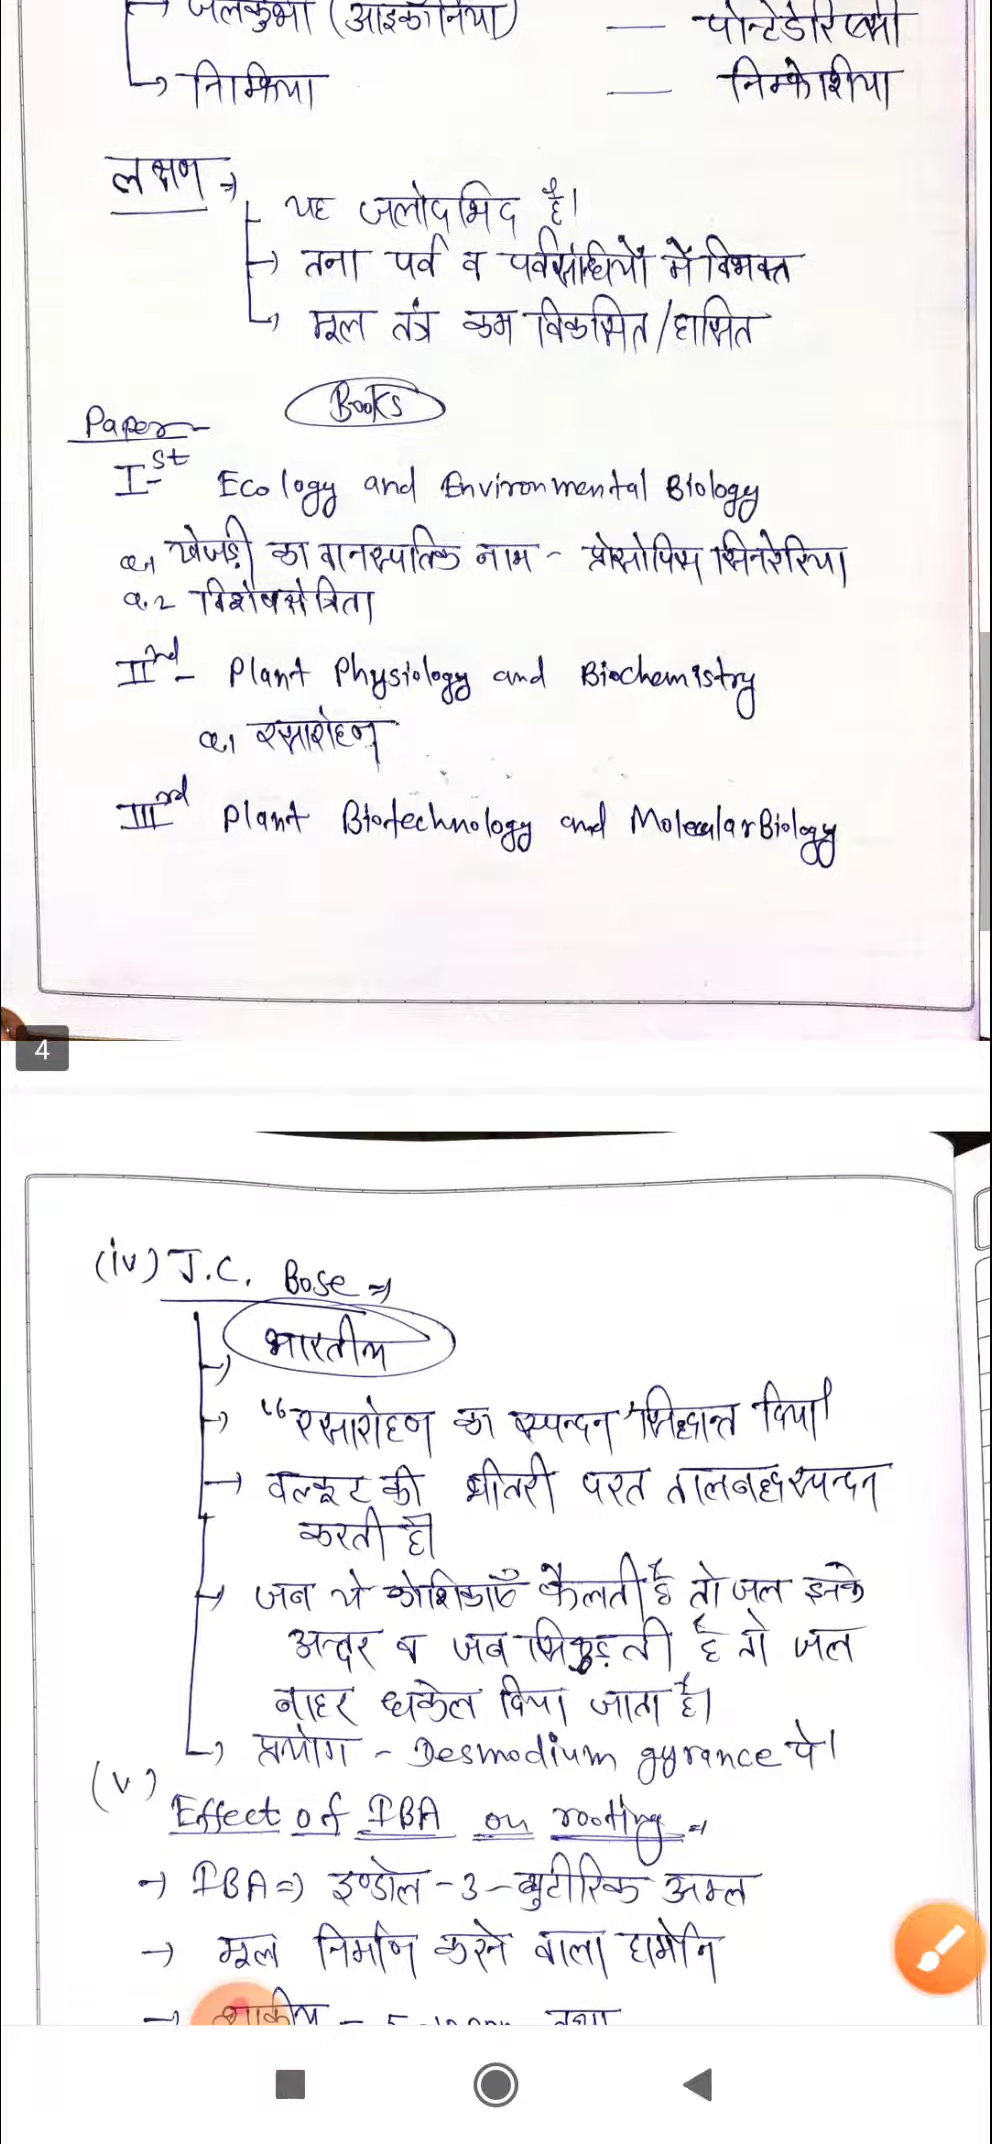 जलकुंभी (आइकॉर्निया) — पोन्टेडेरिएसी
निम्फिया — निम्फेशिया
लक्षण ⇒
यह जलोदभिद है।
→ तना पर्व व पर्वसंधियों में विभक्त
→ मूल तंत्र कम विकसित/ह्रासित
Books
Paper-
I-st Ecology and Environmental Biology
Q.1 खेजड़ी का वानस्पतिक नाम - प्रोसोपिस सिनेरेरिया
Q.2 विशेषक्षेत्रिता
IInd- Plant Physiology and Biochemistry
Q.1 रसारोहण
IIIrd Plant Biotechnology and Molecular Biology
4
(iv) J.C. Bose ⇒
→ भारतीय
→ "रसारोहण का स्पन्दन" सिद्धान्त दिया।
→ वल्कूट की भीतरी परत तालबद्ध स्पन्दन
करती है।
→ जब ये कोशिकाएँ फैलती है तो जल इनके
अन्दर व जब सिकुड़ती है तो जल
बाहर धकेल दिया जाता है।
→ प्रयोग - Desmodium gyrance पे।
(v)
Effect of IBA on rooting ⇒
→ IBA ⇒ इण्डोल-3-ब्युटीरिक अम्ल
→ मूल निर्माण करने वाला हार्मोन
→ शाकीय -